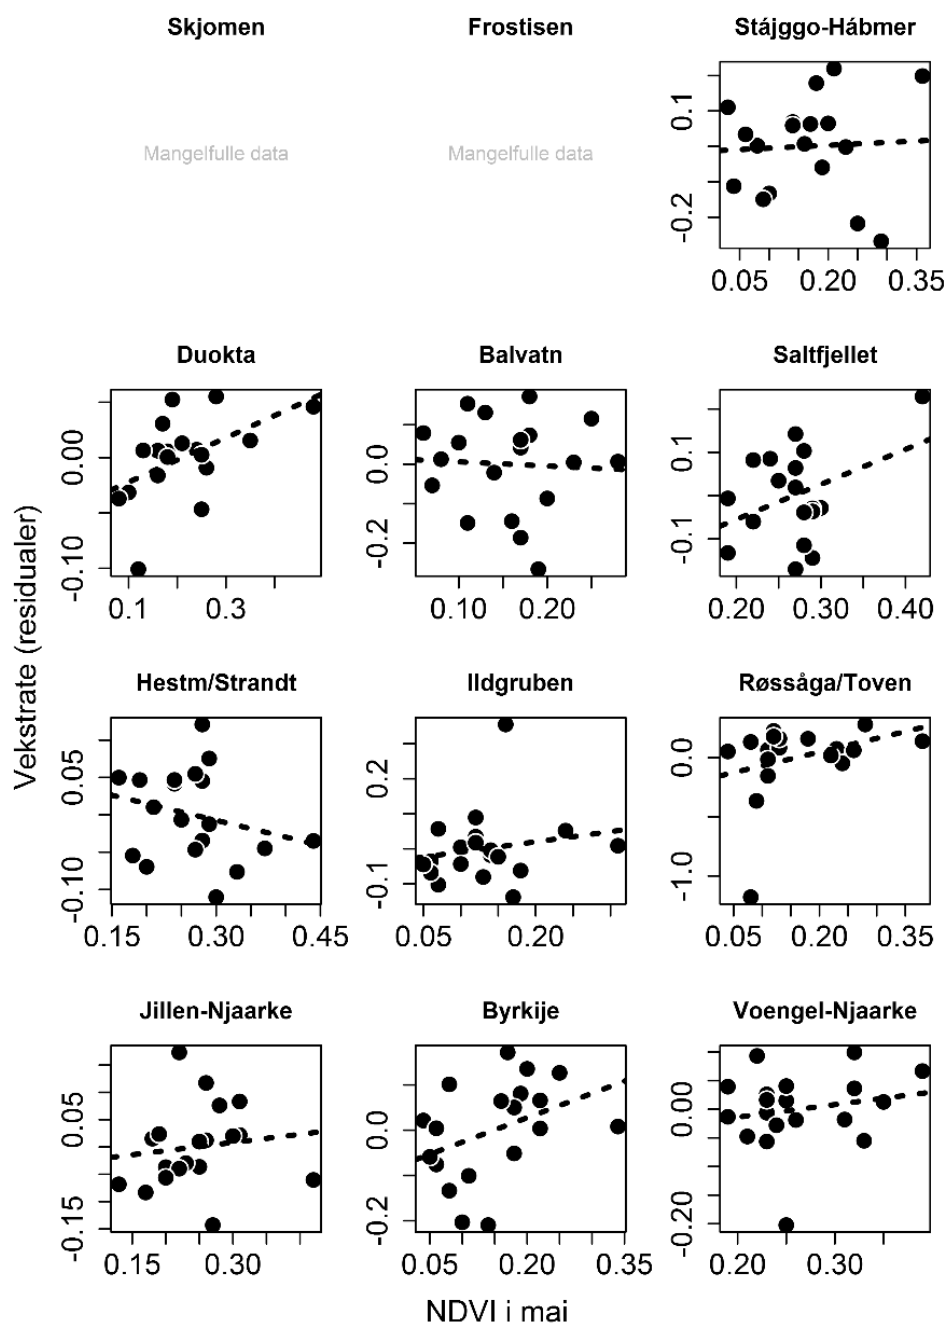 Skjomen Frostisen Stájggo-Hábmer
Mangelfulle data Mangelfulle data
0.1
-0.2
0.05 0.20 0.35
Duokta Balvatn Saltfjellet
0.00 0.0 0.1
-0.10 -0.2 -0.1
0.1 0.3 0.10 0.20 0.20 0.30 0.40
Vekstrate (residualer)
Hestm/Strandt Ildgruben Røssåga/Toven
0.05 0.2 0.0
-0.10 -0.1 -1.0
0.15 0.30 0.45 0.05 0.20 0.05 0.20 0.35
Jillen-Njaarke Byrkije Voengel-Njaarke
0.05 0.0 0.00
-0.15 -0.2 -0.20
0.15 0.30 0.05 0.20 0.35 0.20 0.30
NDVI i mai